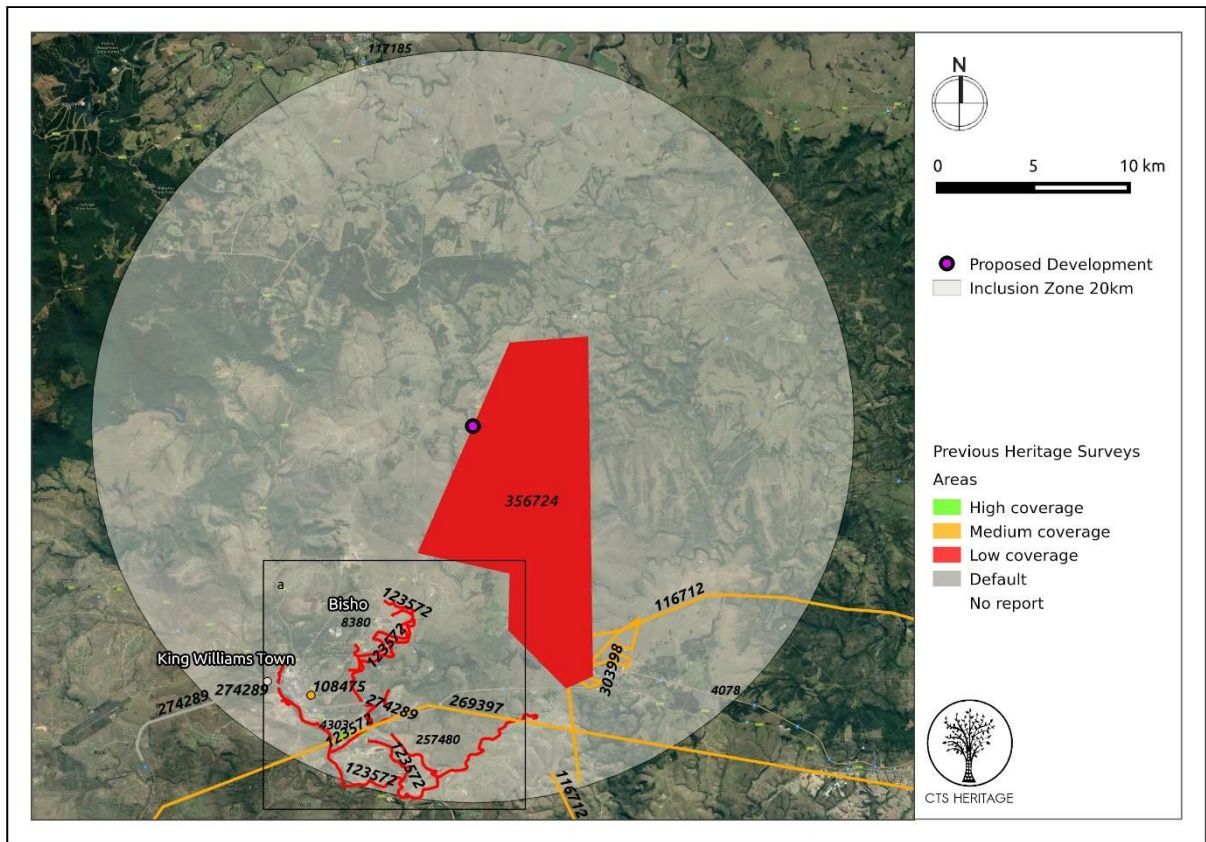 117185
356724
a
123572
Bisho
8380
123572
116712
King Williams Town
303998
108475
274289
274289
274289
269397
4078
4303
123572
257480
123572
123572
116712
N
0 5 10 km
Proposed Development
Inclusion Zone 20km
Previous Heritage Surveys
Areas
High coverage
Medium coverage
Low coverage
Default
No report
CTS HERITAGE